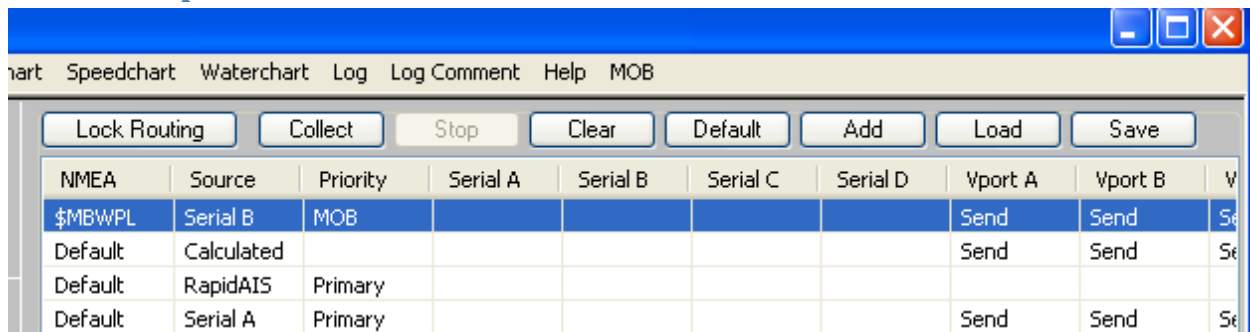 Speedchart Waterchart Log Log Comment Help MOB
Lock Routing Collect Stop Clear Default Add Load Save
NMEA Source Priority Serial A Serial B Serial C Serial D Vport A Vport B
$MBWPL Serial B MOB Send Send
Default Calculated Send Send
Default RapidAIS Primary
Default Serial A Primary Send Send